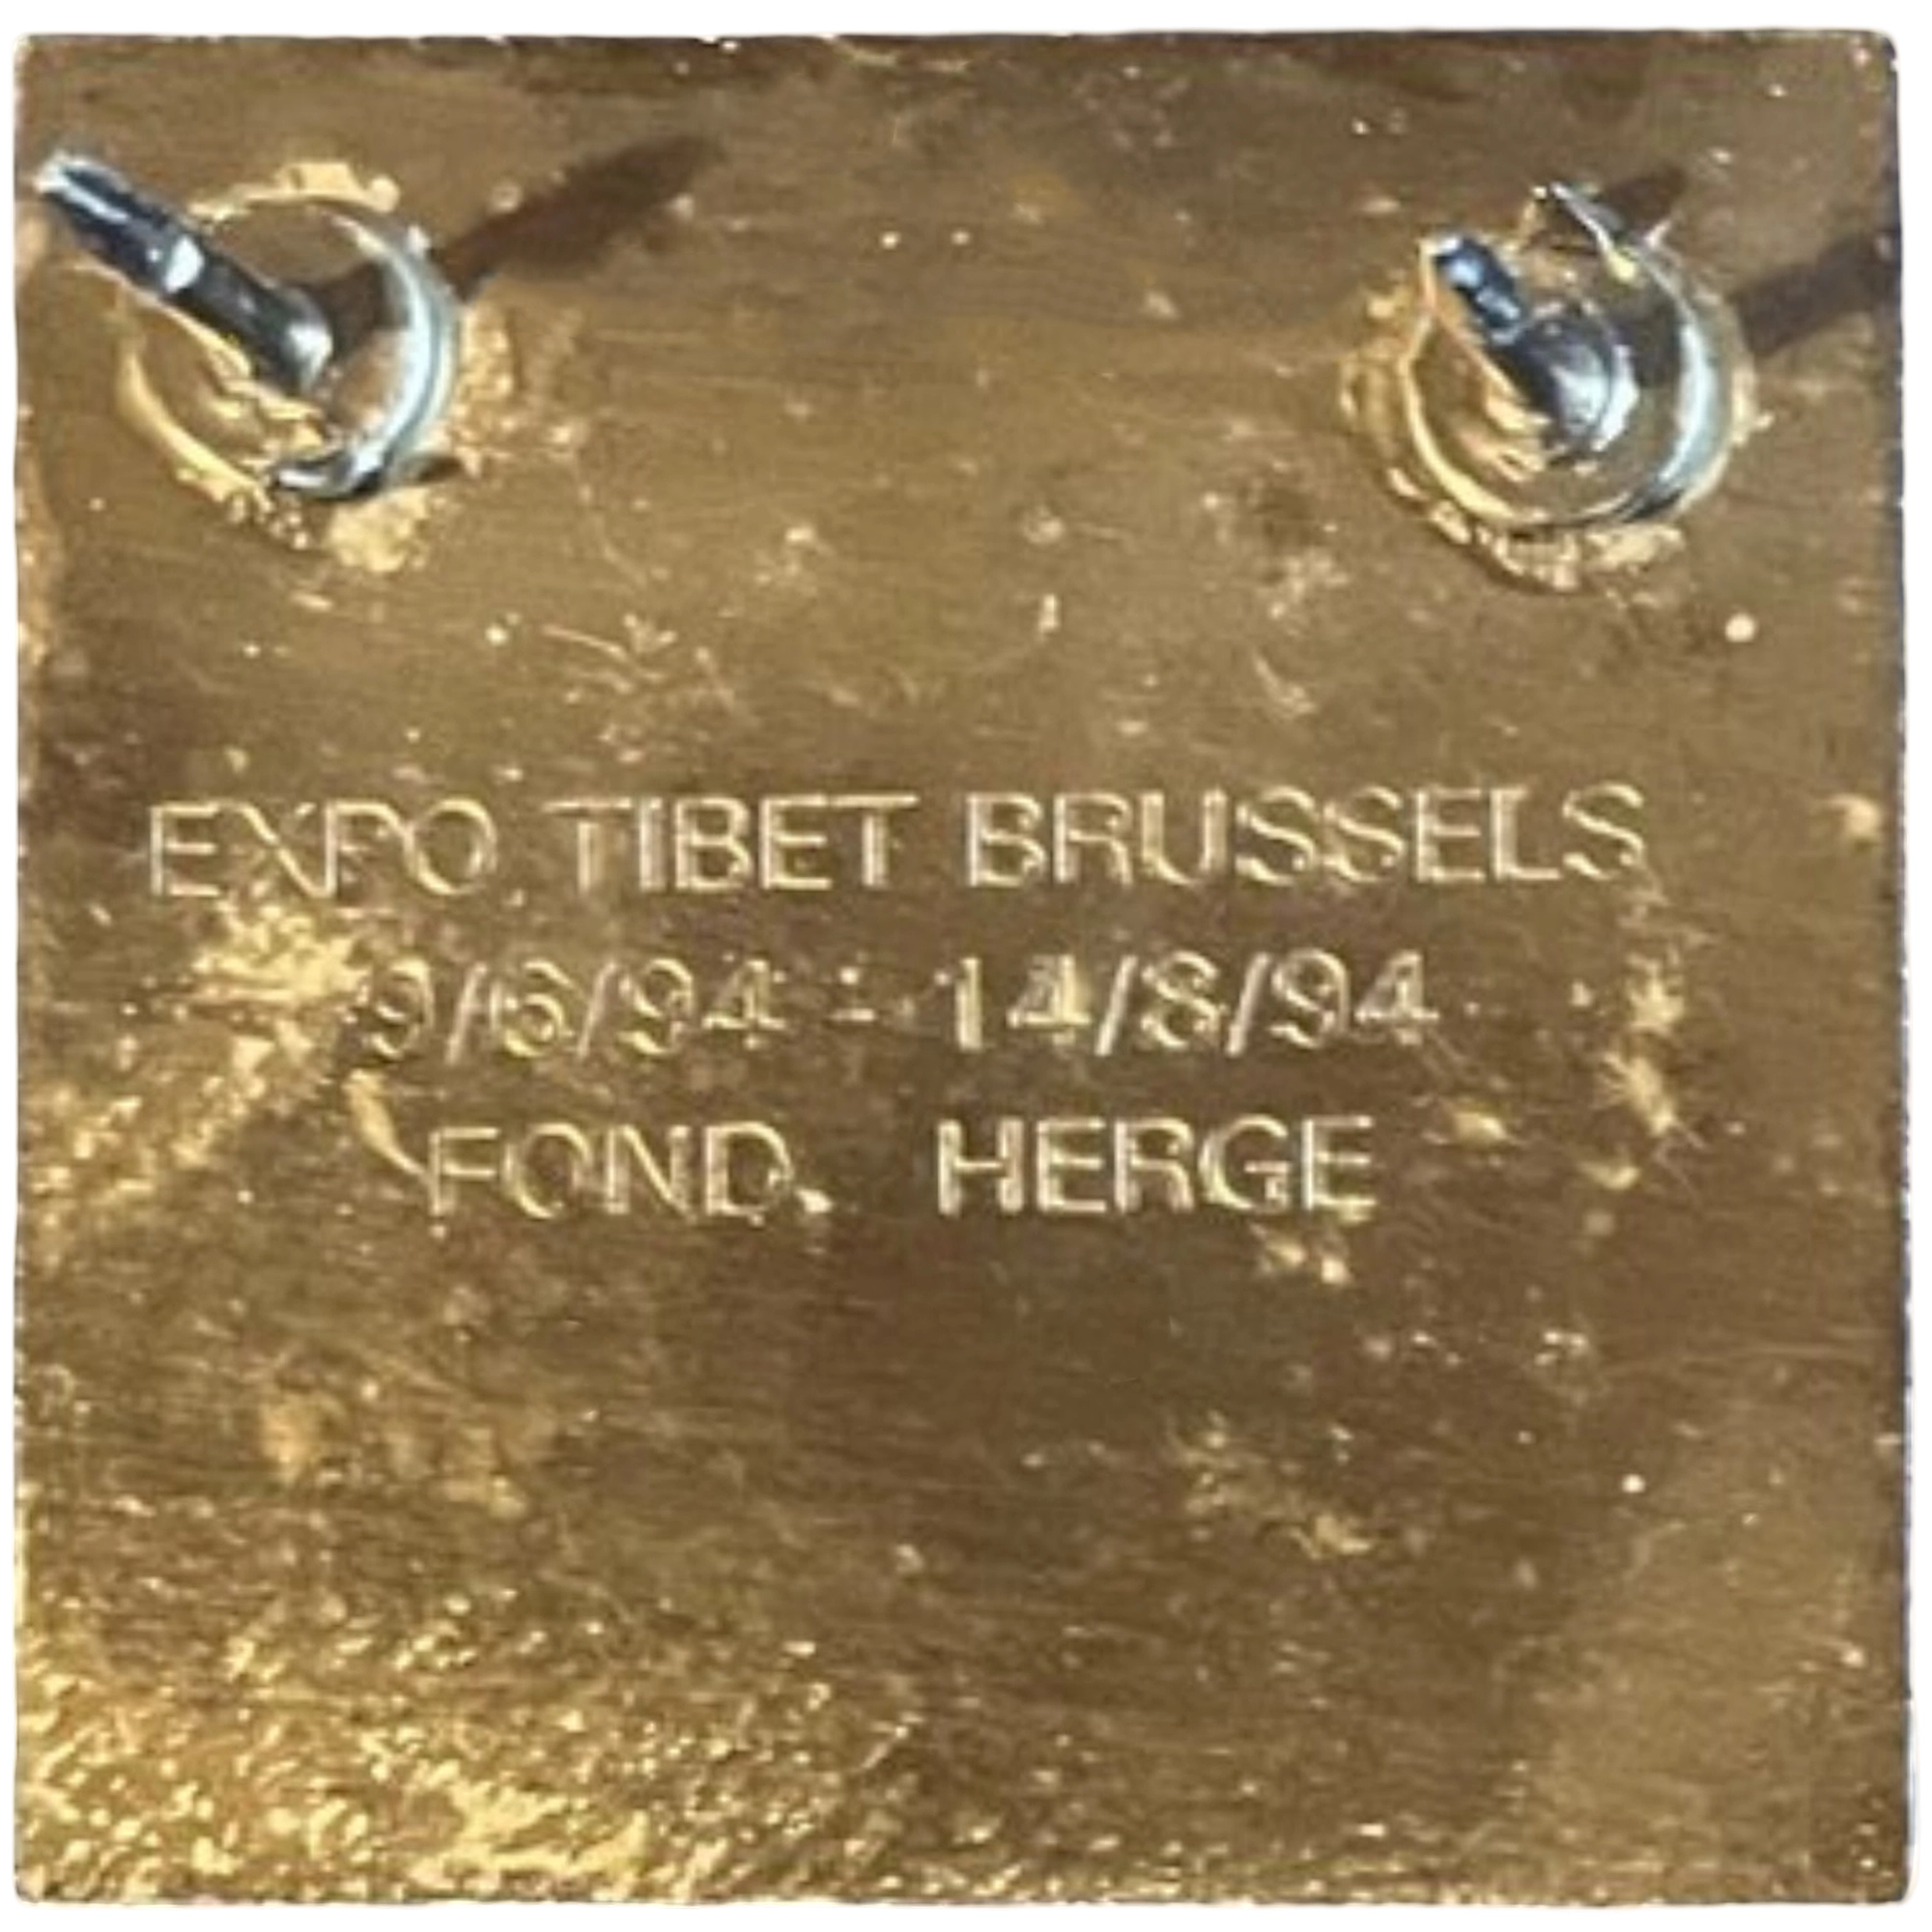 EXPO TIBET BRUSSELS
9/6/94 - 14/8/94
FOND. HERGE